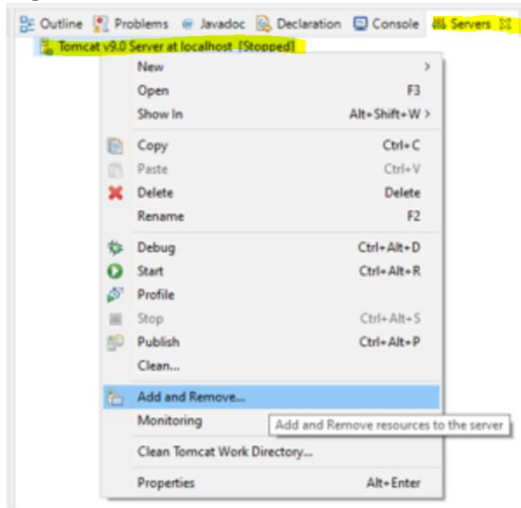 Outline Problems Javadoc Declaration Console Servers
Tomcat v9.0 Server at localhost [Stopped]
New >
Open F3
Show In Alt+Shift+W >
Copy Ctrl+C
Paste Ctrl+V
Delete Delete
Rename F2
Debug Ctrl+Alt+D
Start Ctrl+Alt+R
Profile
Stop Ctrl+Alt+S
Publish Ctrl+Alt+P
Clean...
Add and Remove...
Monitoring
Add and Remove resources to the server
Clean Tomcat Work Directory...
Properties Alt+Enter